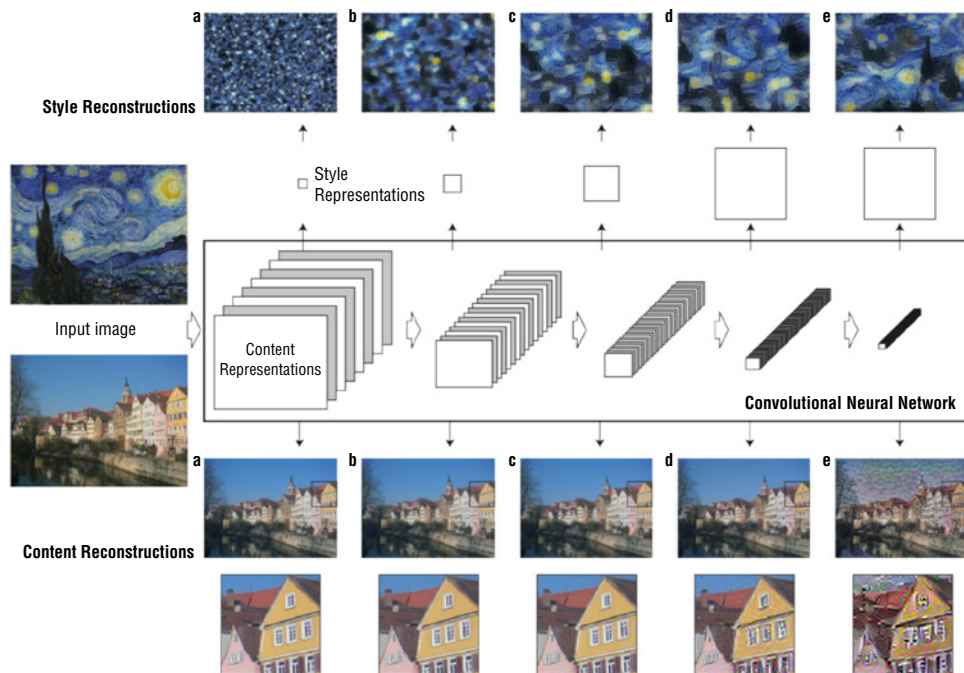 a b c d e
Style Reconstructions
Style
Representations
Input image
Content
Representations
Convolutional Neural Network
a b c d e
Content Reconstructions